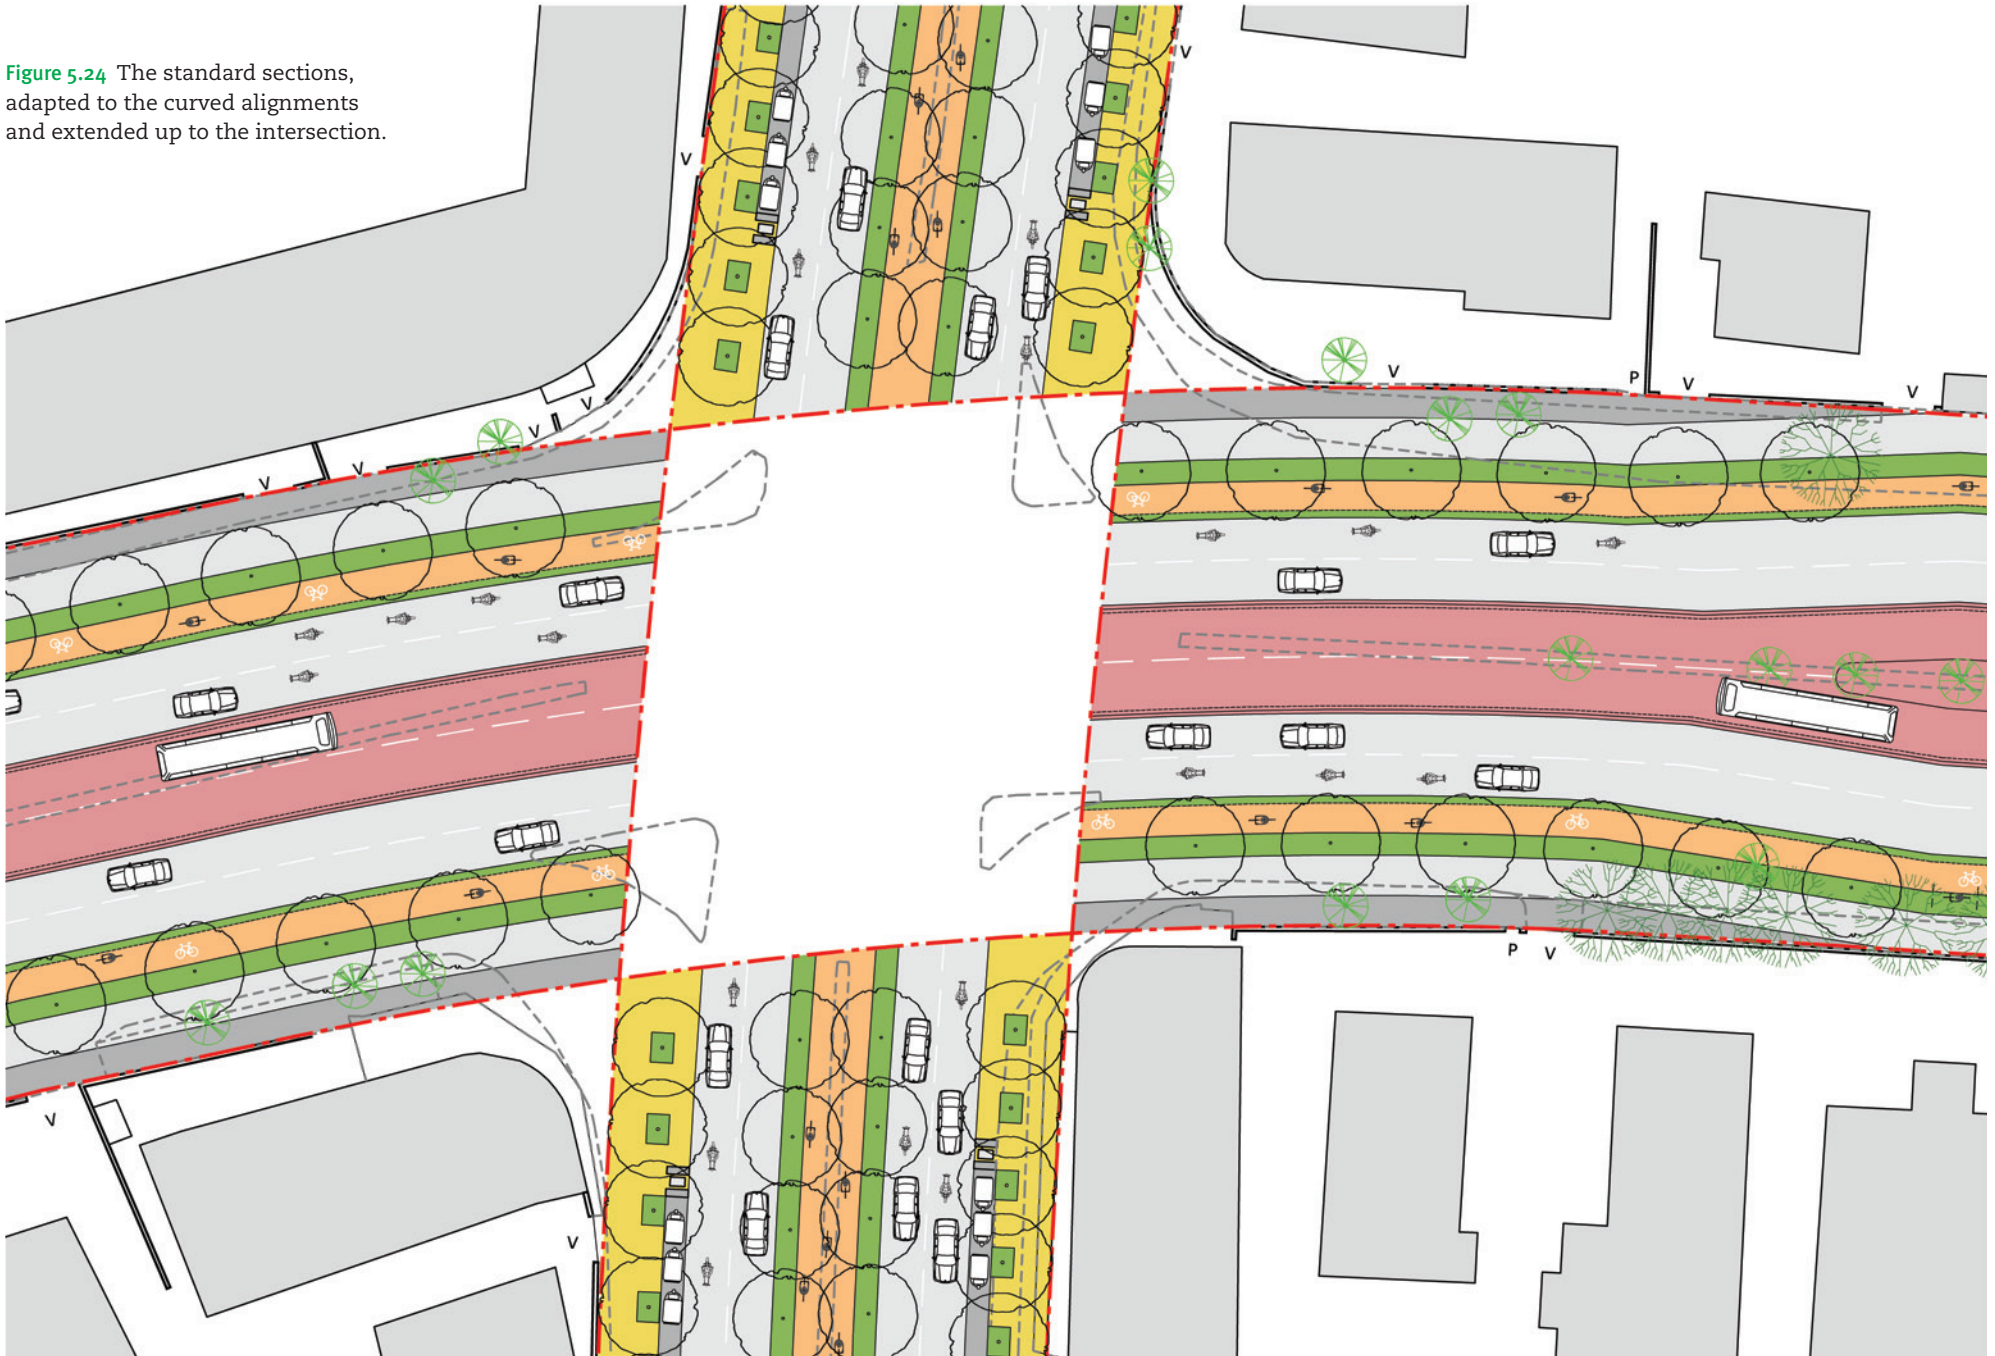 Figure 5.24 The standard sections,
adapted to the curved alignments
and extended up to the intersection.
V
V
V
P
V
V
V
V
V
V
P
V
V
V